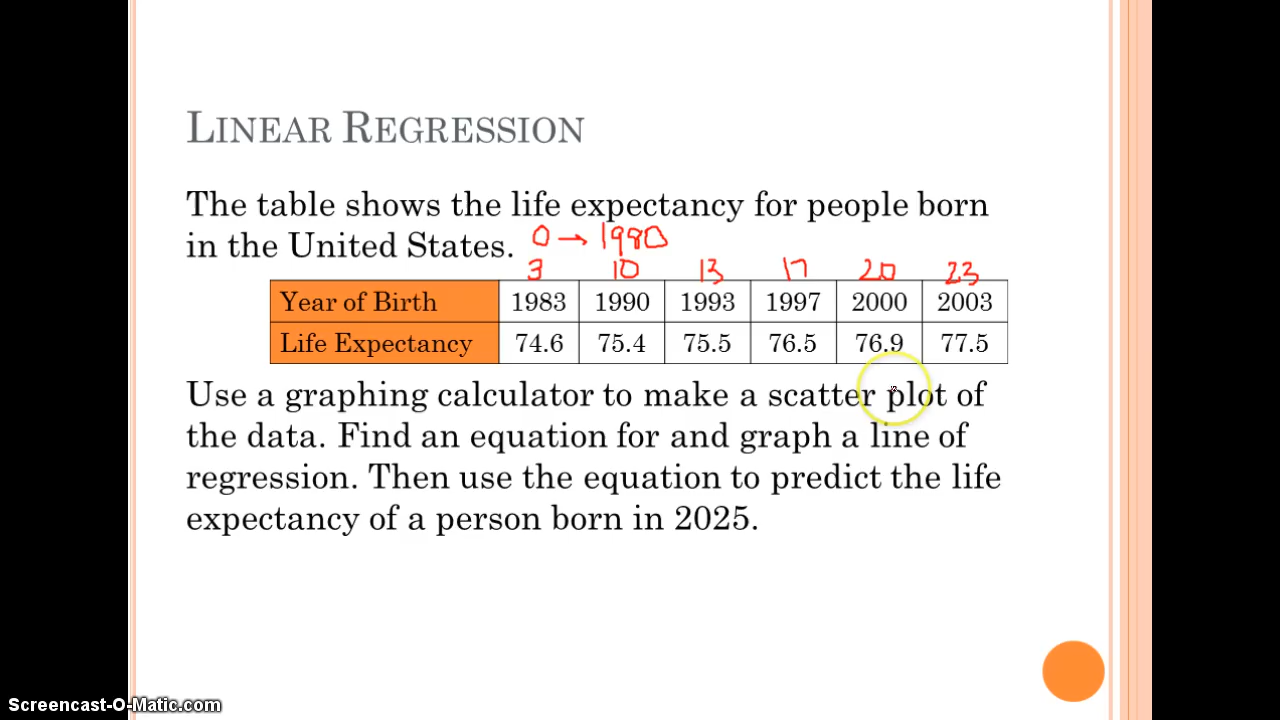 LINEAR REGRESSION
The table shows the life expectancy for people born
in the United States. 0 → 1980
3 10 13 17 20 23
Year of Birth 1983 1990 1993 1997 2000 2003
Life Expectancy 74.6 75.4 75.5 76.5 76.9 77.5
Use a graphing calculator to make a scatter plot of
the data. Find an equation for and graph a line of
regression. Then use the equation to predict the life
expectancy of a person born in 2025.
Screencast-O-Matic.com